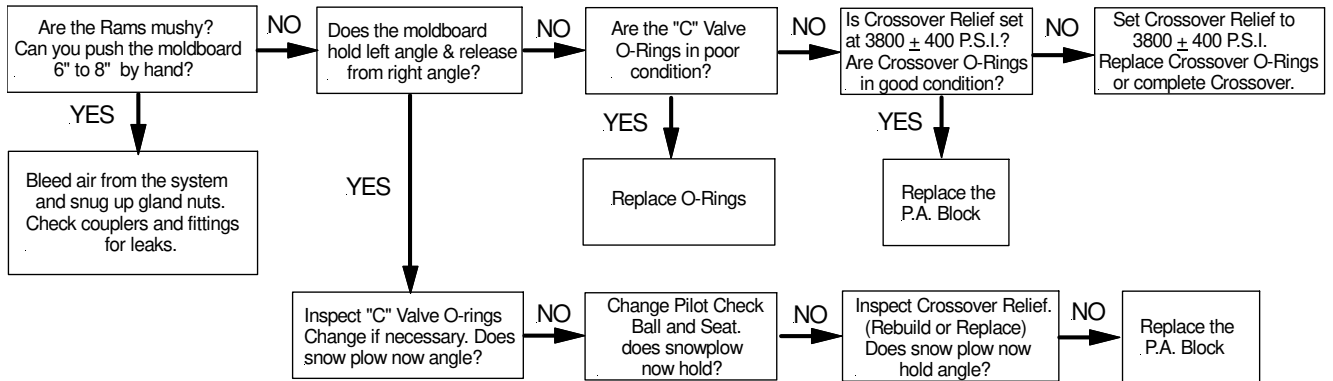 Are the Rams mushy?
Can you push the moldboard
6" to 8" by hand?
NO
Does the moldboard
hold left angle & release
from right angle?
NO
Are the "C" Valve
O-Rings in poor
condition?
NO
Is Crossover Relief set
at 3800 ± 400 P.S.I.?
Are Crossover O-Rings
in good condition?
NO
Set Crossover Relief to
3800 ± 400 P.S.I.
Replace Crossover O-Rings
or complete Crossover.
YES
YES
YES
YES
Bleed air from the system
and snug up gland nuts.
Check couplers and fittings
for leaks.
Replace O-Rings
Replace the
P.A. Block
Inspect "C" Valve O-rings
Change if necessary. Does
snow plow now angle?
NO
Change Pilot Check
Ball and Seat.
does snowplow
now hold?
NO
Inspect Crossover Relief.
(Rebuild or Replace)
Does snow plow now
hold angle?
NO
Replace the
P.A. Block